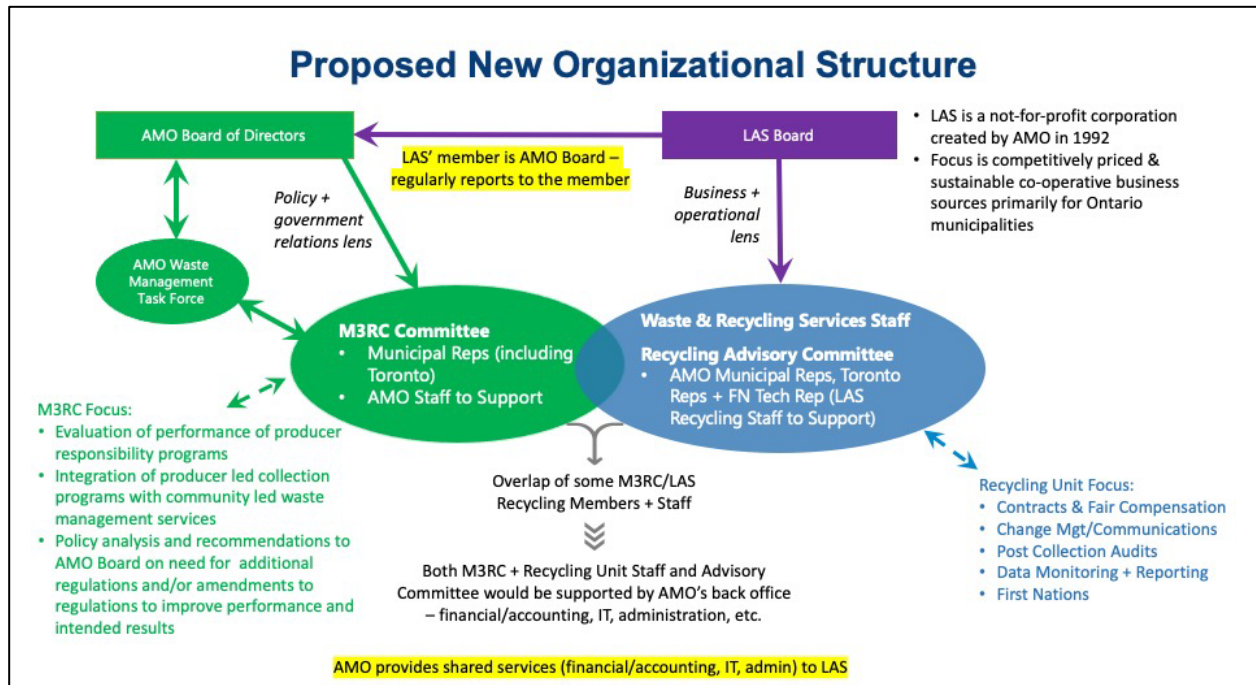 Proposed New Organizational Structure
AMO Board of Directors
LAS Board
LAS' member is AMO Board –
regularly reports to the member
• LAS is a not-for-profit corporation
created by AMO in 1992
• Focus is competitively priced &
sustainable co-operative business
sources primarily for Ontario
municipalities
Policy +
government
relations lens
Business +
operational
lens
AMO Waste
Management
Task Force
M3RC Committee
• Municipal Reps (including
Toronto)
• AMO Staff to Support
Waste & Recycling Services Staff
Recycling Advisory Committee
• AMO Municipal Reps, Toronto
Reps + FN Tech Rep (LAS
Recycling Staff to Support)
M3RC Focus:
• Evaluation of performance of producer
responsibility programs
• Integration of producer led collection
programs with community led waste
management services
• Policy analysis and recommendations to
AMO Board on need for additional
regulations and/or amendments to
regulations to improve performance and
intended results
Overlap of some M3RC/LAS
Recycling Members + Staff
Both M3RC + Recycling Unit Staff and Advisory
Committee would be supported by AMO's back office
– financial/accounting, IT, administration, etc.
Recycling Unit Focus:
• Contracts & Fair Compensation
• Change Mgt/Communications
• Post Collection Audits
• Data Monitoring + Reporting
• First Nations
AMO provides shared services (financial/accounting, IT, admin) to LAS